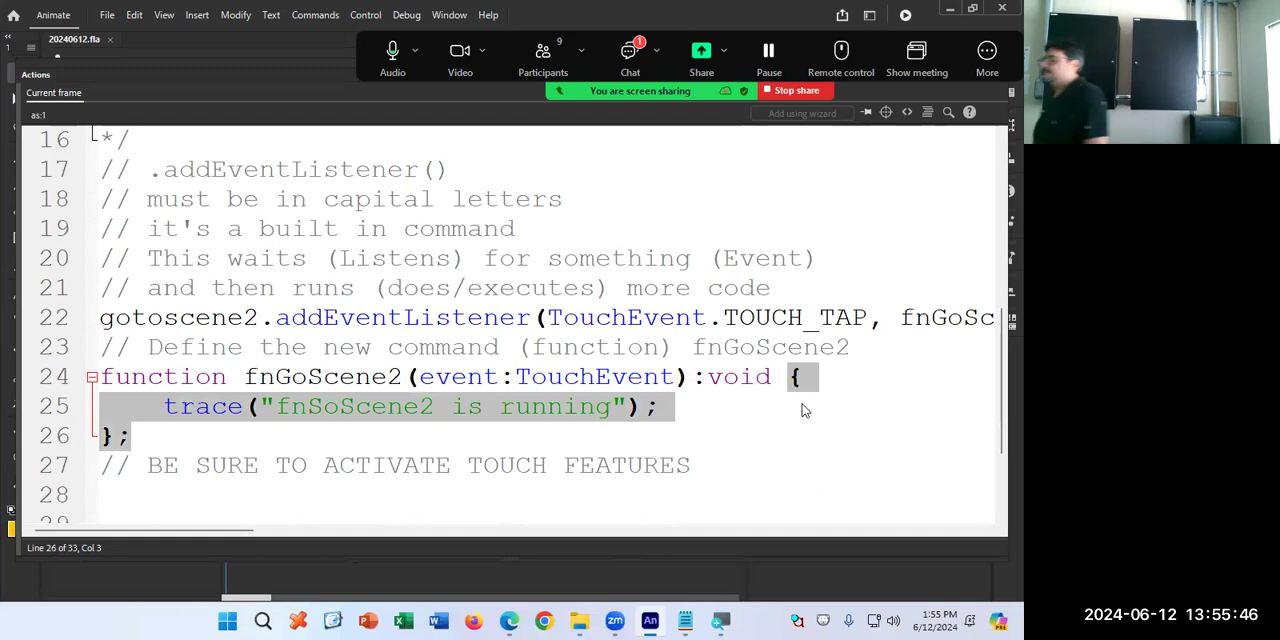 Animate File Edit View Insert Modify Text Commands Control Debug Window Help
20240612.fla ×
1
9 1
Audio Video Participants Chat Share Pause Remote control Show meeting More
You are screen sharing Stop share
Actions
Current frame
as:1 Add using wizard
16 */
17 // .addEventListener()
18 // must be in capital letters
19 // it's a built in command
20 // This waits (Listens) for something (Event)
21 // and then runs (does/executes) more code
22 gotoscene2.addEventListener(TouchEvent.TOUCH_TAP, fnGoSc
23 // Define the new command (function) fnGoScene2
24 function fnGoScene2(event:TouchEvent):void {
25 trace("fnSoScene2 is running");
26 };
27 // BE SURE TO ACTIVATE TOUCH FEATURES
28
29
Line 26 of 33, Col 3
1:55 PM
6/12/2024
2024-06-12 13:55:46